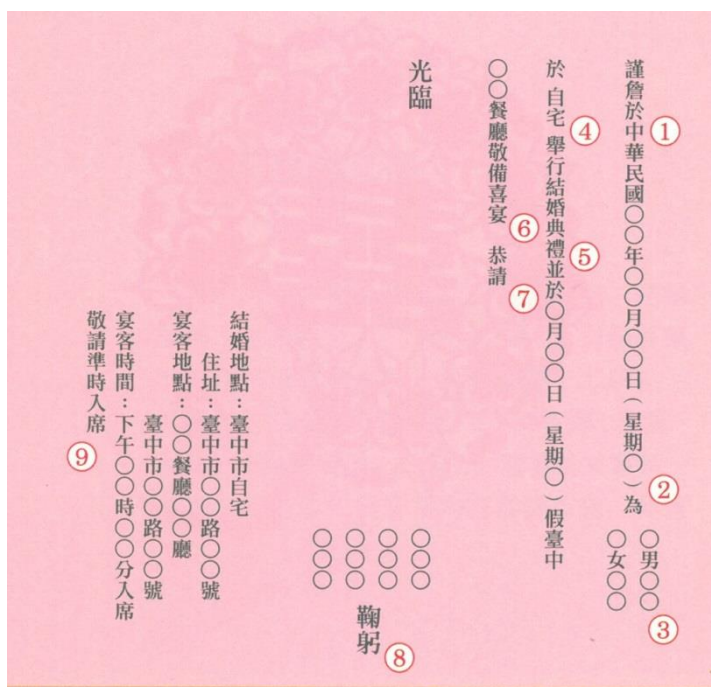 謹詹於中華民國○○年○○月○○日（星期○）為
○男○○
○女○○
於 自宅 舉行結婚典禮並於○月○○日（星期○）假臺中
○○餐廳敬備喜宴 恭請
光臨
○○○
○○○
○○○
○○○
鞠躬
結婚地點：臺中市自宅
住址：臺中市○○路○○號
宴客地點：○○餐廳○○廳
臺中市○○路○○號
宴客時間：下午○○時○○分入席
敬請準時入席
①
②
③
④
⑤
⑥
⑦
⑧
⑨